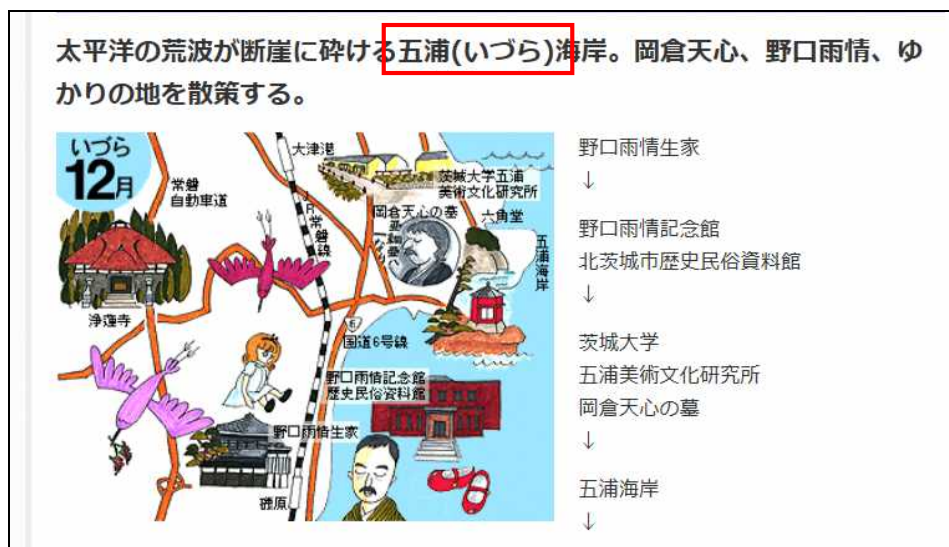 太平洋の荒波が断崖に砕ける五浦(いづら)海岸。岡倉天心、野口雨情、ゆ
かりの地を散策する。
いづら
12月
常磐
自動車道
大津港
JR常磐線
茨城大学五浦
美術文化研究所
岡倉天心の墓
六角堂
五浦海岸
浄蓮寺
6
国道6号線
野口雨情記念館
歴史民俗資料館
野口雨情生家
磯原
野口雨情生家
↓
野口雨情記念館
北茨城市歴史民俗資料館
↓
茨城大学
五浦美術文化研究所
岡倉天心の墓
↓
五浦海岸
↓